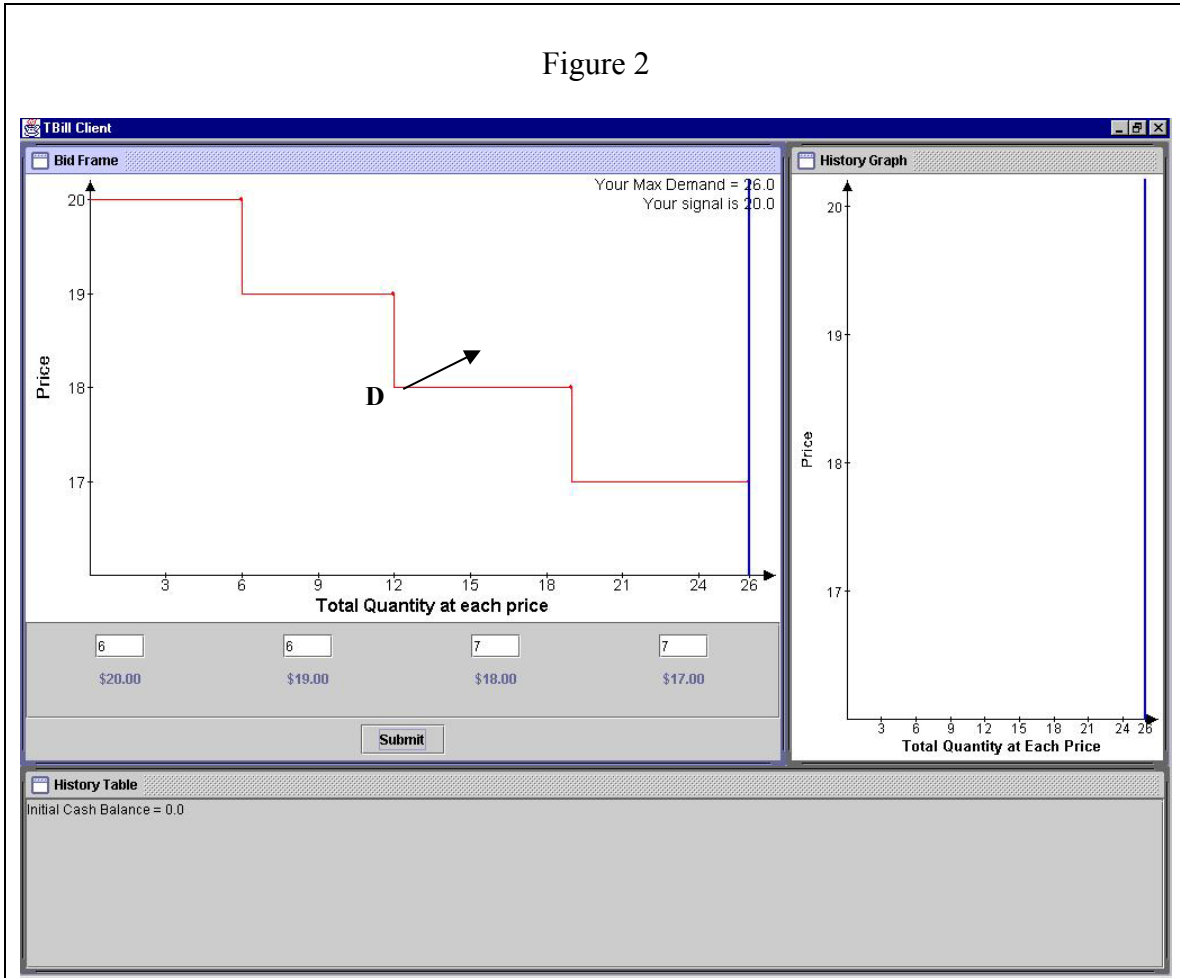 Figure 2
TBill Client
Bid Frame
Your Max Demand = 26.0
Your signal is 20.0
20
19
18
17
Price
D
3 6 9 12 15 18 21 24 26
Total Quantity at each price
6 6 7 7
$20.00 $19.00 $18.00 $17.00
Submit
History Graph
20
19
18
17
Price
3 6 9 12 15 18 21 24 26
Total Quantity at Each Price
History Table
Initial Cash Balance = 0.0